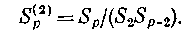 $S_p^{(2)} = S_p/(S_2 S_{p-2}).$